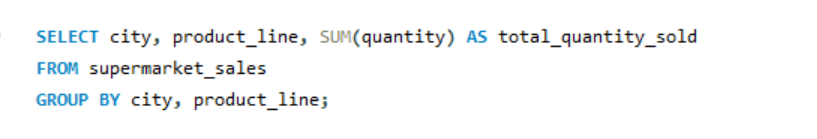 SELECT city, product_line, SUM(quantity) AS total_quantity_sold
FROM supermarket_sales
GROUP BY city, product_line;